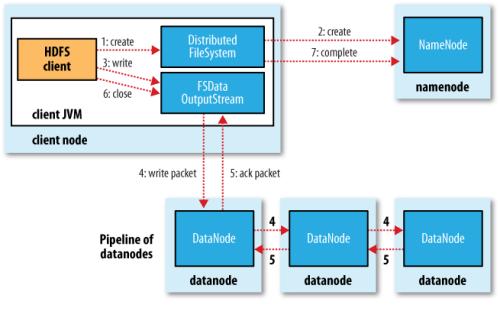 HDFS
client
1: create
3: write
6: close
Distributed
FileSystem
FSData
OutputStream
client JVM
client node
2: create
7: complete
NameNode
namenode
4: write packet
5: ack packet
Pipeline of
datanodes
DataNode
datanode
4
5
DataNode
datanode
4
5
DataNode
datanode